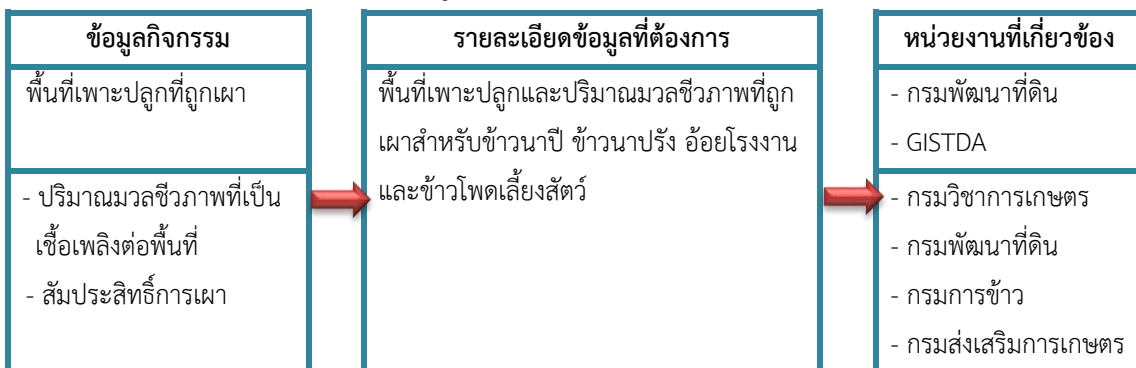 ข้อมูลกิจกรรม
พื้นที่เพาะปลูกที่ถูกเผา
- ปริมาณมวลชีวภาพที่เป็น
เชื้อเพลิงต่อพื้นที่
- สัมประสิทธิ์การเผา
รายละเอียดข้อมูลที่ต้องการ
พื้นที่เพาะปลูกและปริมาณมวลชีวภาพที่ถูก
เผาสำหรับข้าวนาปี ข้าวนาปรัง อ้อยโรงงาน
และข้าวโพดเลี้ยงสัตว์
หน่วยงานที่เกี่ยวข้อง
- กรมพัฒนาที่ดิน
- GISTDA
- กรมวิชาการเกษตร
- กรมพัฒนาที่ดิน
- กรมการข้าว
- กรมส่งเสริมการเกษตร